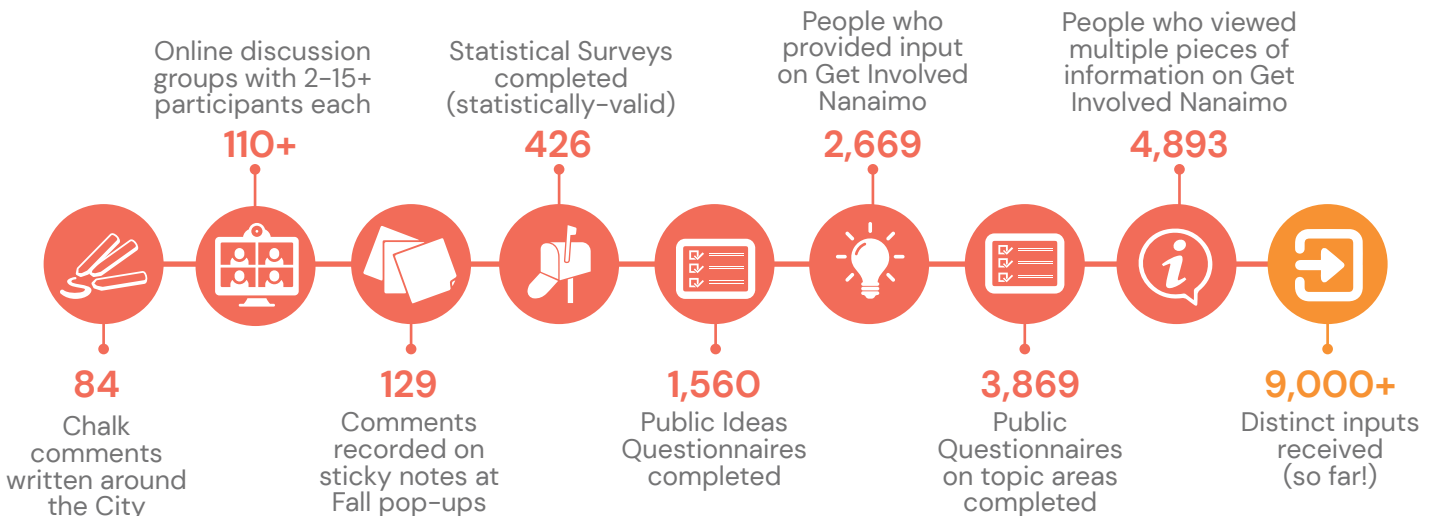 Online discussion
groups with 2-15+
participants each
110+
Statistical Surveys
completed
(statistically-valid)
426
People who
provided input
on Get Involved
Nanaimo
2,669
People who viewed
multiple pieces of
information on Get
Involved Nanaimo
4,893
84
Chalk
comments
written around
the City
129
Comments
recorded on
sticky notes at
Fall pop-ups
1,560
Public Ideas
Questionnaires
completed
3,869
Public
Questionnaires
on topic areas
completed
9,000+
Distinct inputs
received
(so far!)